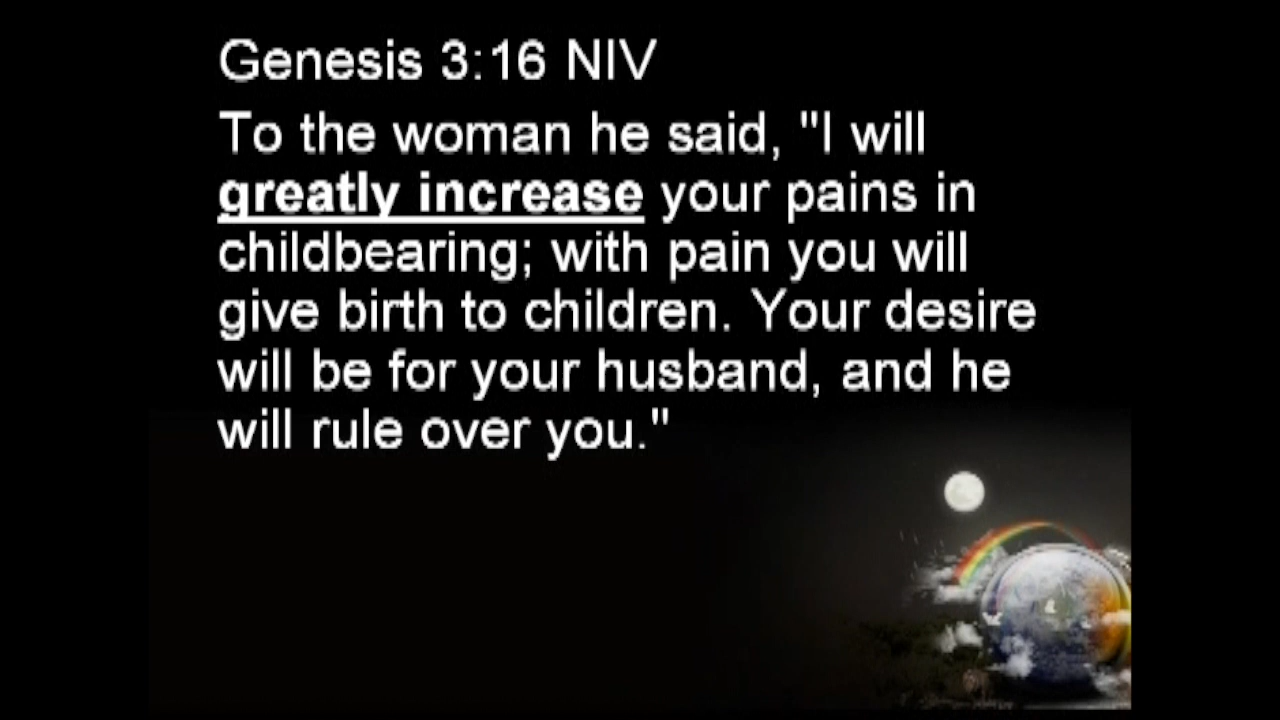 Genesis 3:16 NIV
To the woman he said, "I will
greatly increase your pains in
childbearing; with pain you will
give birth to children. Your desire
will be for your husband, and he
will rule over you."